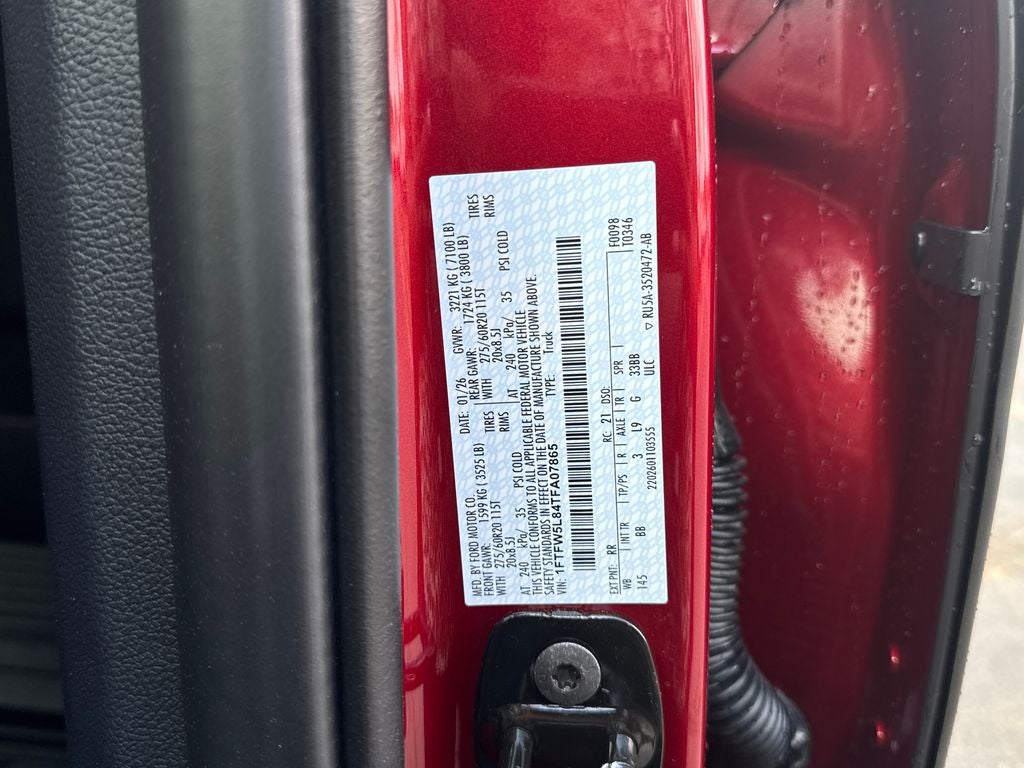 MFD. BY FORD MOTOR CO.
DATE: 01/26 GVWR: 3221 KG ( 7100 LB)
FRONT GAWR: 1599 KG ( 3525 LB) REAR GAWR: 1724 KG ( 3800 LB)
WITH 275/60R20 115T TIRES WITH 275/60R20 115T TIRES
20x8.5J RIMS 20x8.5J RIMS
AT 240 kPa/ 35 PSI COLD AT 240 kPa/ 35 PSI COLD
THIS VEHICLE CONFORMS TO ALL APPLICABLE FEDERAL MOTOR VEHICLE
SAFETY STANDARDS IN EFFECT ON THE DATE OF MANUFACTURE SHOWN ABOVE.
VIN: 1FTFW5L84TFA07865 TYPE: Truck
EXT PNT: RR RC: 21 DSO: F0098
WB INT TR TP/PS R AXLE TR SPR T0346
145 BB 3 L9 G 33BB
2202601103555 ULC ▽ RU5A-3520472-AB